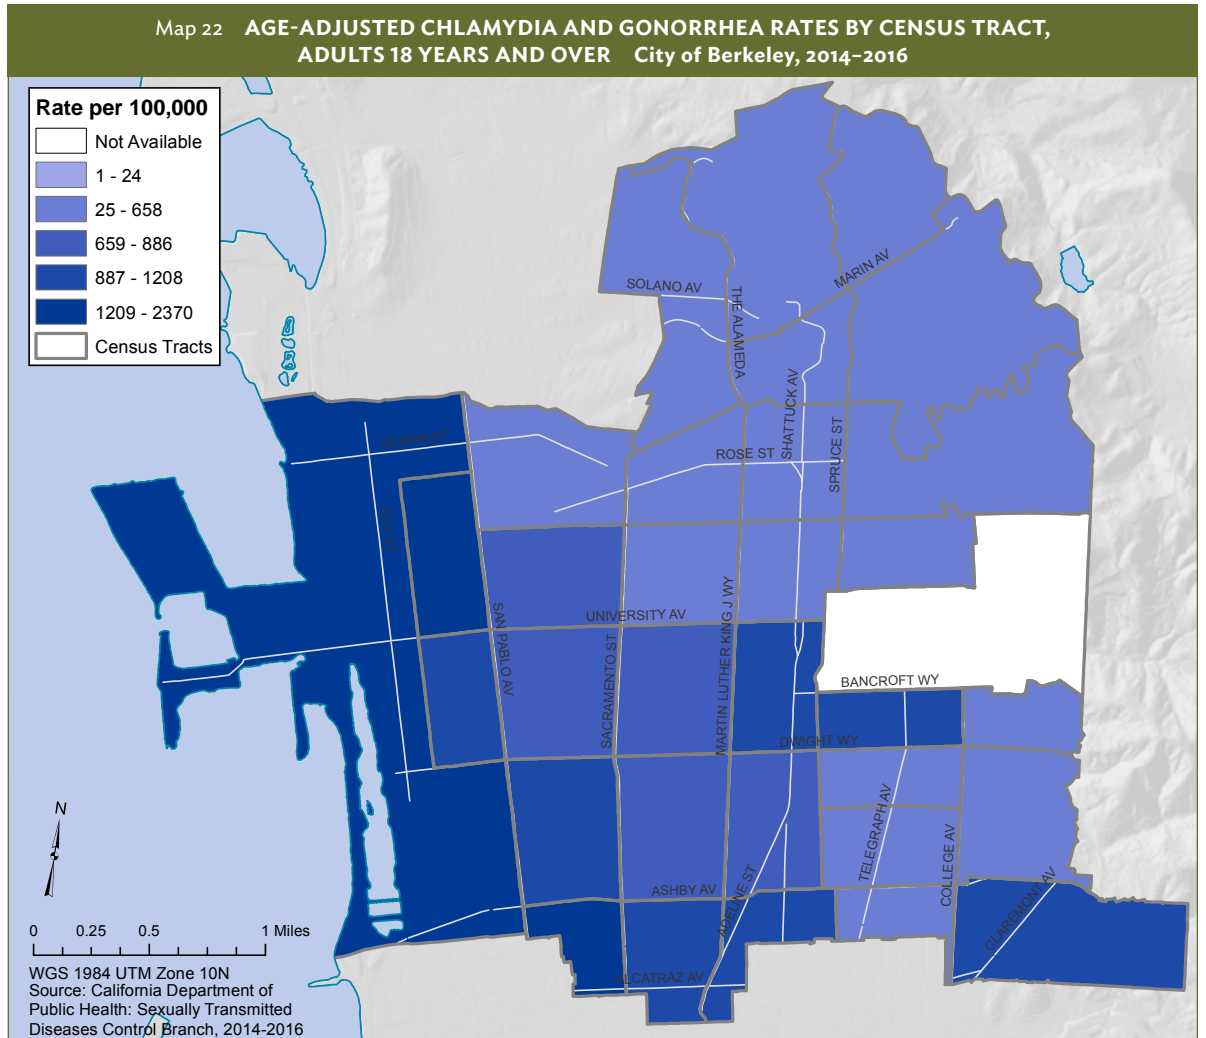 Map 22 AGE-ADJUSTED CHLAMYDIA AND GONORRHEA RATES BY CENSUS TRACT,
ADULTS 18 YEARS AND OVER City of Berkeley, 2014–2016
Rate per 100,000
Not Available
1 - 24
25 - 658
659 - 886
887 - 1208
1209 - 2370
Census Tracts
SOLANO AV
MARIN AV
THE ALAMEDA
SHATTUCK AV
SPRUCE ST
GILMAN ST
ROSE ST
SAN PABLO AV
UNIVERSITY AV
SACRAMENTO ST
MARTIN LUTHER KING J WY
BANCROFT WY
DWIGHT WY
TELEGRAPH AV
COLLEGE AV
ASHBY AV
ADELINE ST
CLAREMONT AV
ALCATRAZ AV
N
0 0.25 0.5 1 Miles
WGS 1984 UTM Zone 10N
Source: California Department of
Public Health: Sexually Transmitted
Diseases Control Branch, 2014-2016